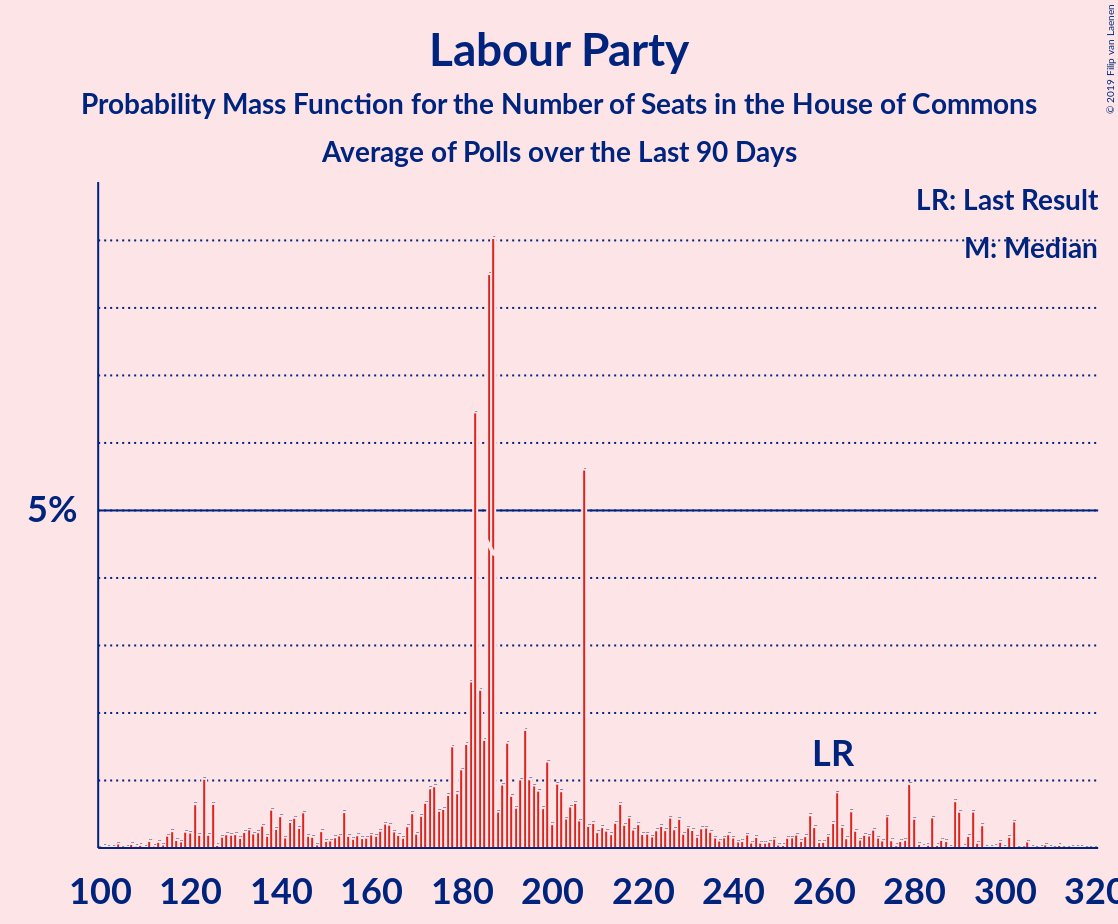 Labour Party
Probability Mass Function for the Number of Seats in the House of Commons
Average of Polls over the Last 90 Days
© 2019 Filip van Laenen
LR: Last Result
M: Median
5%
LR
100 120 140 160 180 200 220 240 260 280 300 320